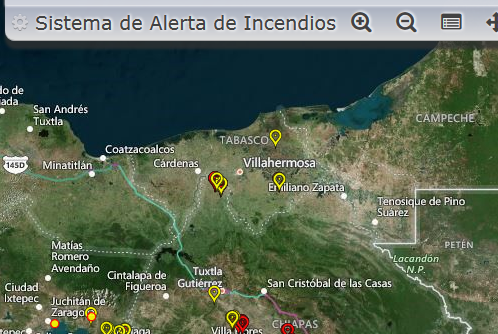 Sistema de Alerta de Incendios
San Andrés
Tuxtla
CAMPECHE
TABASCO
Coatzacoalcos
145D
Minatitlán
Cárdenas
Villahermosa
Emiliano Zapata
Tenosique de Pino
Suárez
Matías
Romero
Avendaño
PETÉN
Lacandón
N.P.
Ciudad
Ixtepec
Cintalapa de
Figueroa
Tuxtla
Gutiérrez
San Cristóbal de las Casas
Juchitán de
Zarago
CHIAPAS